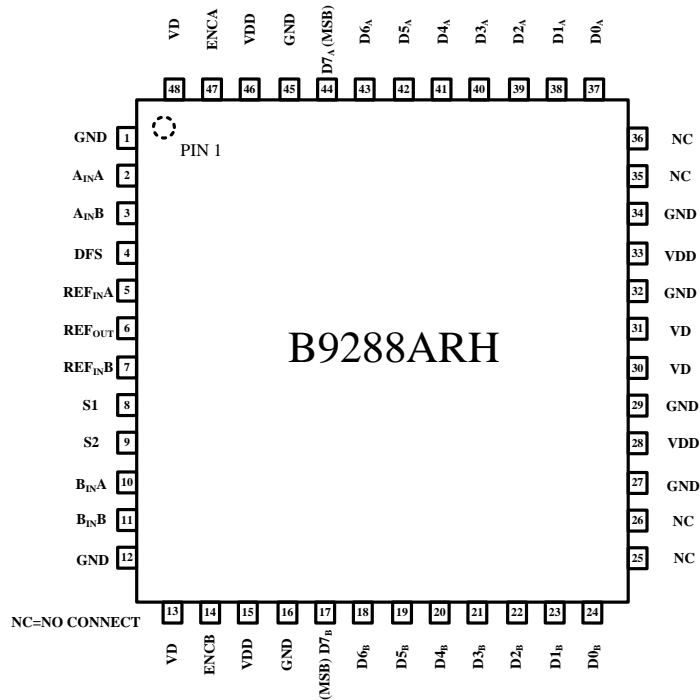 VD ENCA VDD GND D7A (MSB) D6A D5A D4A D3A D2A D1A D0A
48 47 46 45 44 43 42 41 40 39 38 37
PIN 1
GND 1
AINA 2
AINB 3
DFS 4
REFINA 5
REFOUT 6
REFINB 7
S1 8
S2 9
BINA 10
BINB 11
GND 12
B9288ARH
36 NC
35 NC
34 GND
33 VDD
32 GND
31 VD
30 VD
29 GND
28 VDD
27 GND
26 NC
25 NC
13 14 15 16 17 18 19 20 21 22 23 24
NC=NO CONNECT
VD ENCB VDD GND (MSB) D7B D6B D5B D4B D3B D2B D1B D0B